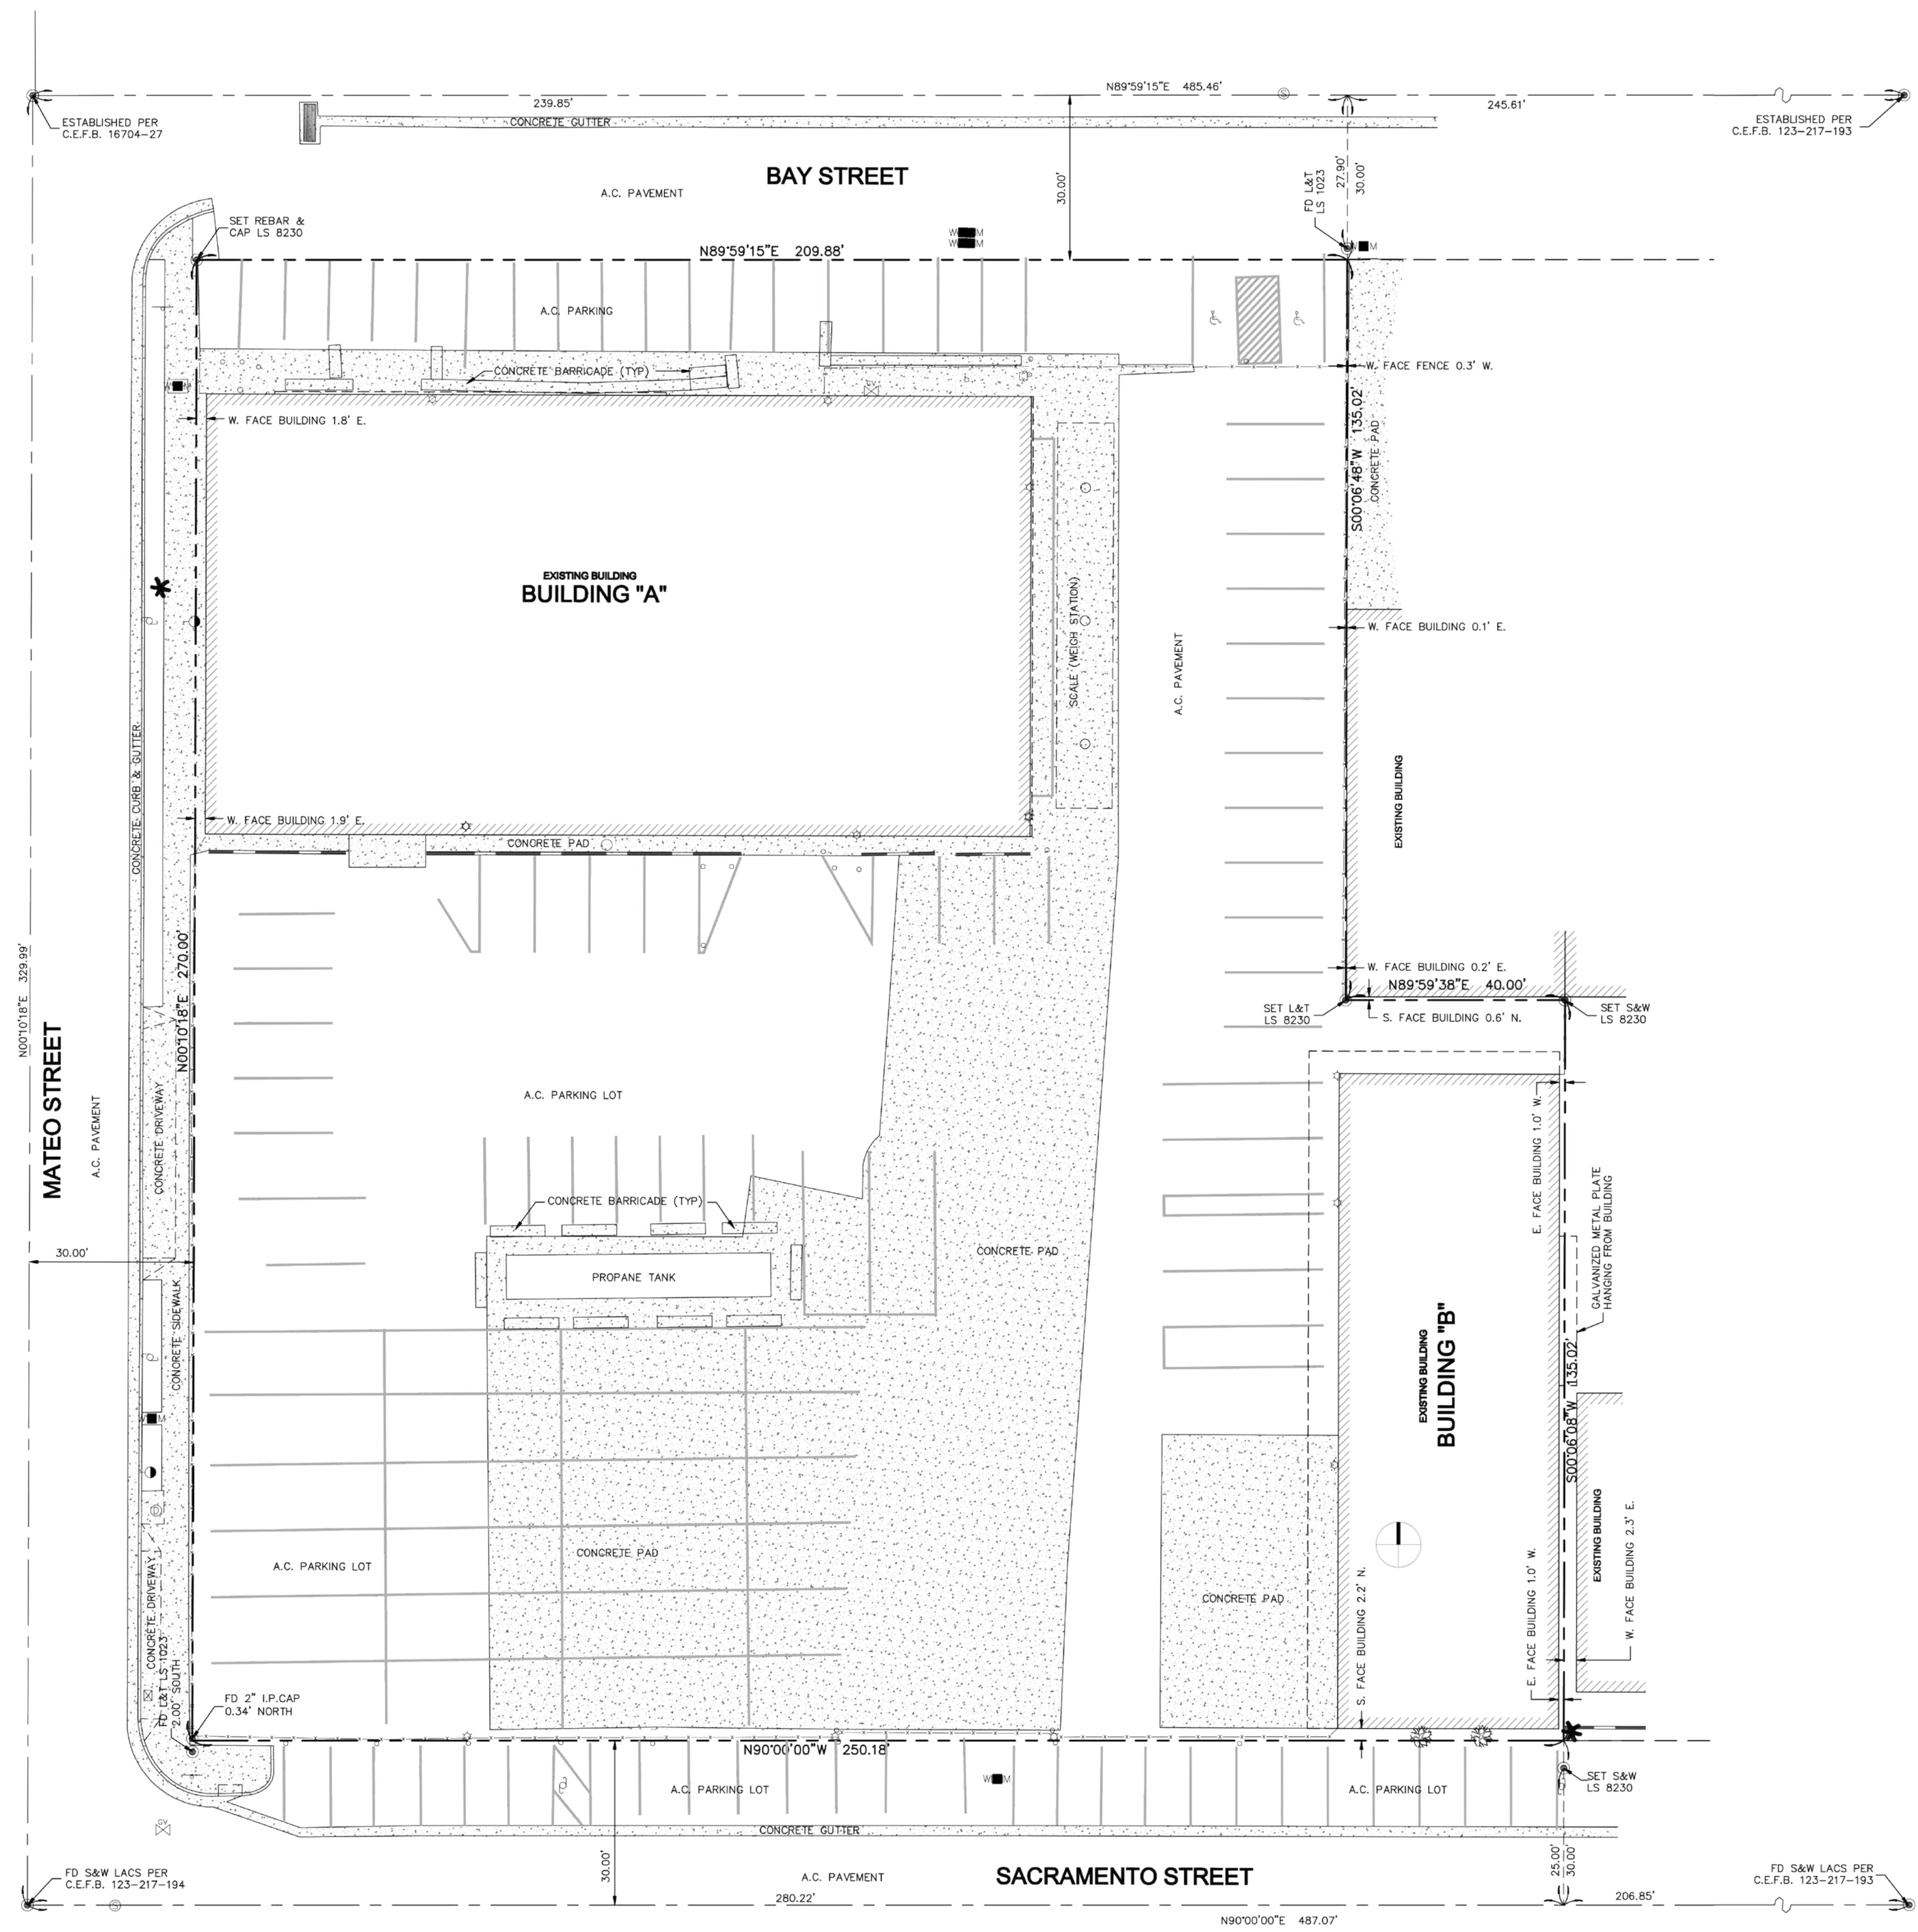 N89°59'15"E 485.46'
239.85'
245.61'
ESTABLISHED PER
C.E.F.B. 16704-27
CONCRETE GUTTER
ESTABLISHED PER
C.E.F.B. 123-217-193
BAY STREET
A.C. PAVEMENT
30.00'
FD L&T
LS 1023
27.90'
30.00'
SET REBAR &
CAP LS 8230
N89°59'15"E 209.88'
WM
WM
WM
A.C. PARKING
CONCRETE BARRICADE (TYP)
W. FACE FENCE 0.3' W.
WM
W. FACE BUILDING 1.8' E.
S00°06'48"W 135.02'
CONCRETE PAD
EXISTING BUILDING
BUILDING "A"
SCALE (WEIGH STATION)
A.C. PAVEMENT
W. FACE BUILDING 0.1' E.
CONCRETE CURB & GUTTER
EXISTING BUILDING
W. FACE BUILDING 1.9' E.
CONCRETE PAD
N00°10'18"E 329.99'
N00°10'18"E 270.00'
W. FACE BUILDING 0.2' E.
N89°59'38"E 40.00'
SET L&T
LS 8230
S. FACE BUILDING 0.6' N.
SET S&W
LS 8230
MATEO STREET
A.C. PAVEMENT
CONCRETE DRIVEWAY
A.C. PARKING LOT
E. FACE BUILDING 1.0' W.
GALVANIZED METAL PLATE
HANGING FROM BUILDING
CONCRETE BARRICADE (TYP)
30.00'
CONCRETE PAD
PROPANE TANK
CONCRETE SIDEWALK
EXISTING BUILDING
BUILDING "B"
S00°06'08"W 135.02'
WM
D
EXISTING BUILDING
W. FACE BUILDING 2.3' E.
CONCRETE DRIVEWAY
A.C. PARKING LOT
CONCRETE PAD
CONCRETE PAD
S. FACE BUILDING 2.2' N.
E. FACE BUILDING 1.0' W.
FD L&T LS 1023
2.00' SOUTH
FD 2" I.P.CAP
0.34' NORTH
N90°00'00"W 250.18'
WM
A.C. PARKING LOT
A.C. PARKING LOT
SET S&W
LS 8230
GV
CONCRETE GUTTER
30.00'
25.00'
30.00'
FD S&W LACS PER
C.E.F.B. 123-217-194
A.C. PAVEMENT
SACRAMENTO STREET
FD S&W LACS PER
C.E.F.B. 123-217-193
S
280.22'
206.85'
N90°00'00"E 487.07'